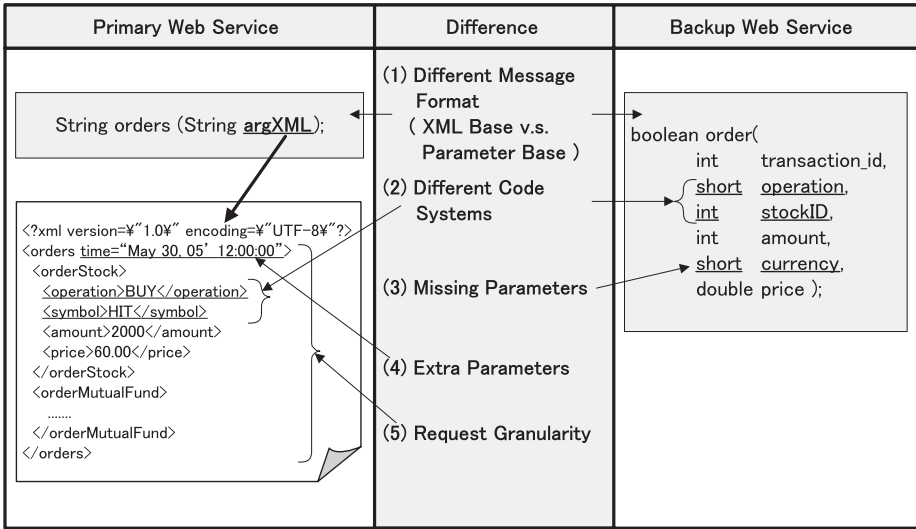 Primary Web Service
Difference
Backup Web Service
String orders (String argXML);
<?xml version=¥"1.0¥" encoding=¥"UTF-8¥"?>
<orders time="May 30, 05' 12:00:00">
<orderStock>
<operation>BUY</operation>
<symbol>HIT</symbol>
<amount>2000</amount>
<price>60.00</price>
</orderStock>
<orderMutualFund>
.......
</orderMutualFund>
</orders>
(1) Different Message
Format
( XML Base v.s.
Parameter Base )
(2) Different Code
Systems
(3) Missing Parameters
(4) Extra Parameters
(5) Request Granularity
boolean order(
int transaction_id,
short operation,
int stockID,
int amount,
short currency,
double price );